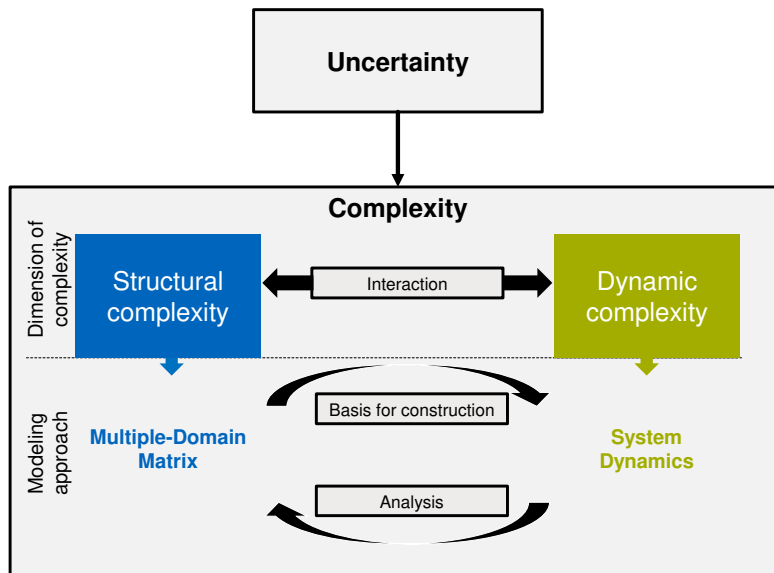 Uncertainty
Complexity
Dimension of
complexity
Structural
complexity
Interaction
Dynamic
complexity
Modeling
approach
Multiple-Domain
Matrix
Basis for construction
Analysis
System
Dynamics